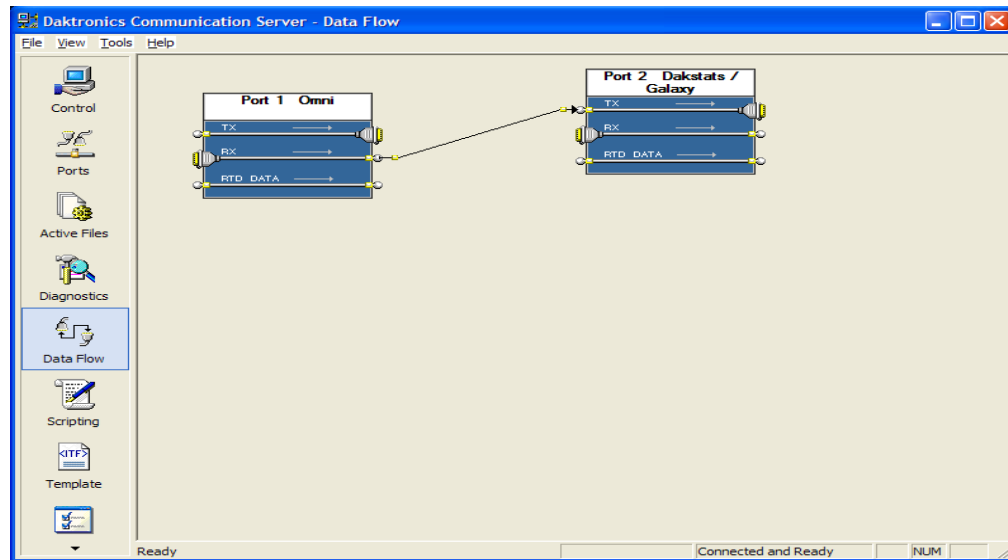 Daktronics Communication Server - Data Flow
File View Tools Help
Control
Ports
Active Files
Diagnostics
Data Flow
Scripting
<ITF>
Template
Port 1 Omni
TX
RX
RTD DATA
Port 2 Dakstats /
Galaxy
TX
RX
RTD DATA
Ready
Connected and Ready
NUM